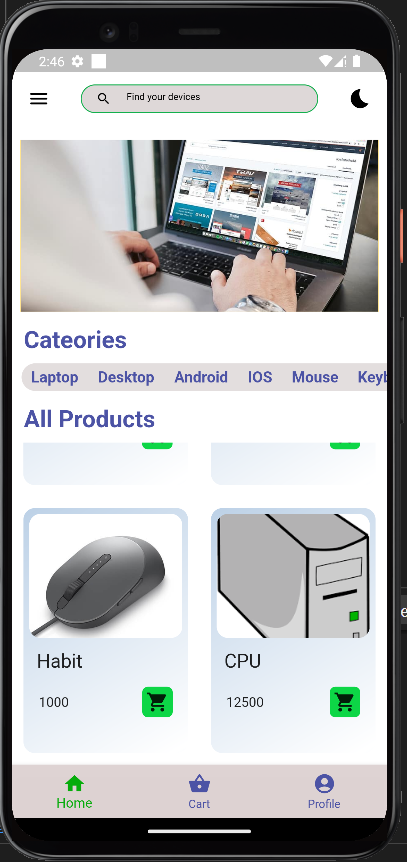 2:46
Find your devices
Cateories
Laptop Desktop Android IOS Mouse Keyb
All Products
Habit CPU
1000 12500
Home Cart Profile